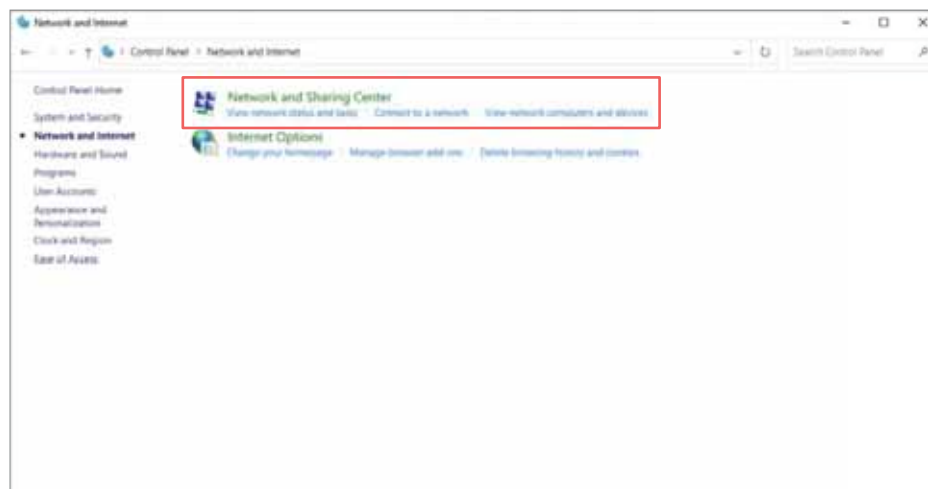 Network and Internet
Control Panel > Network and Internet
Search Control Panel
Control Panel Home
System and Security
Network and Internet
Hardware and Sound
Programs
User Accounts
Appearance and
Personalization
Clock and Region
Ease of Access
Network and Sharing Center
View network status and tasks | Connect to a network | View network computers and devices
Internet Options
Change your homepage | Manage browser add-ons | Delete browsing history and cookies